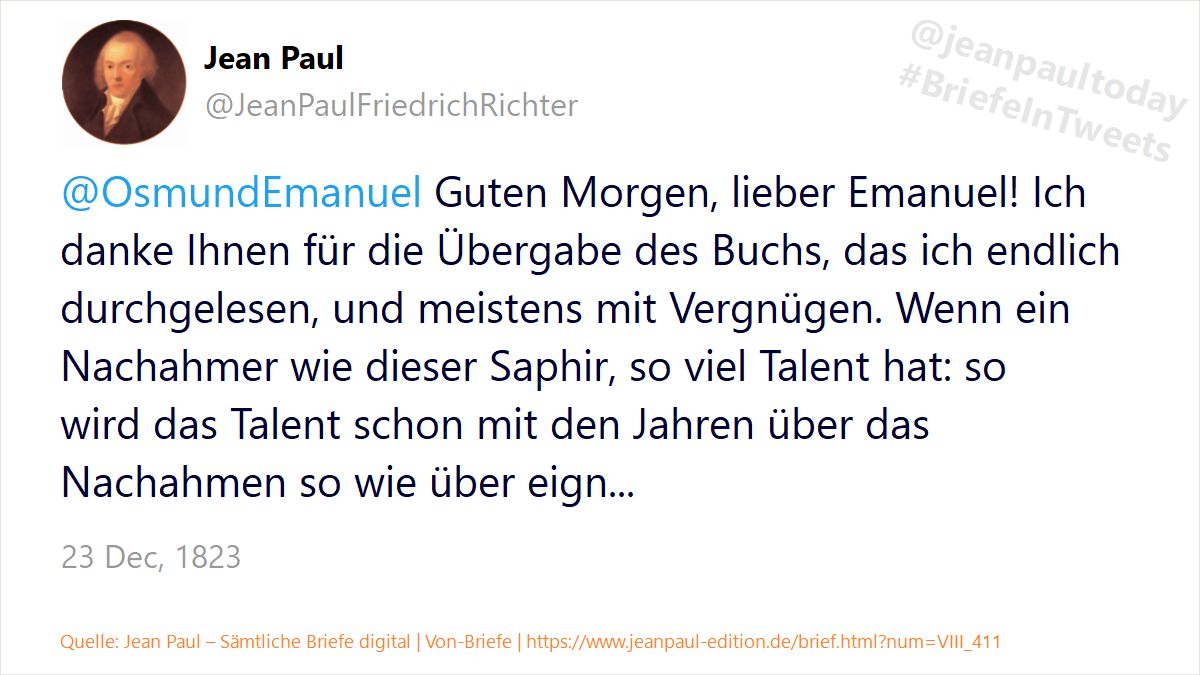 Jean Paul
@JeanPaulFriedrichRichter
@jeanpaultoday
#BriefeInTweets
@OsmundEmanuel Guten Morgen, lieber Emanuel! Ich
danke Ihnen für die Übergabe des Buchs, das ich endlich
durchgelesen, und meistens mit Vergnügen. Wenn ein
Nachahmer wie dieser Saphir, so viel Talent hat: so
wird das Talent schon mit den Jahren über das
Nachahmen so wie über eign...
23 Dec, 1823
Quelle: Jean Paul – Sämtliche Briefe digital | Von-Briefe | https://www.jeanpaul-edition.de/brief.html?num=VIII_411